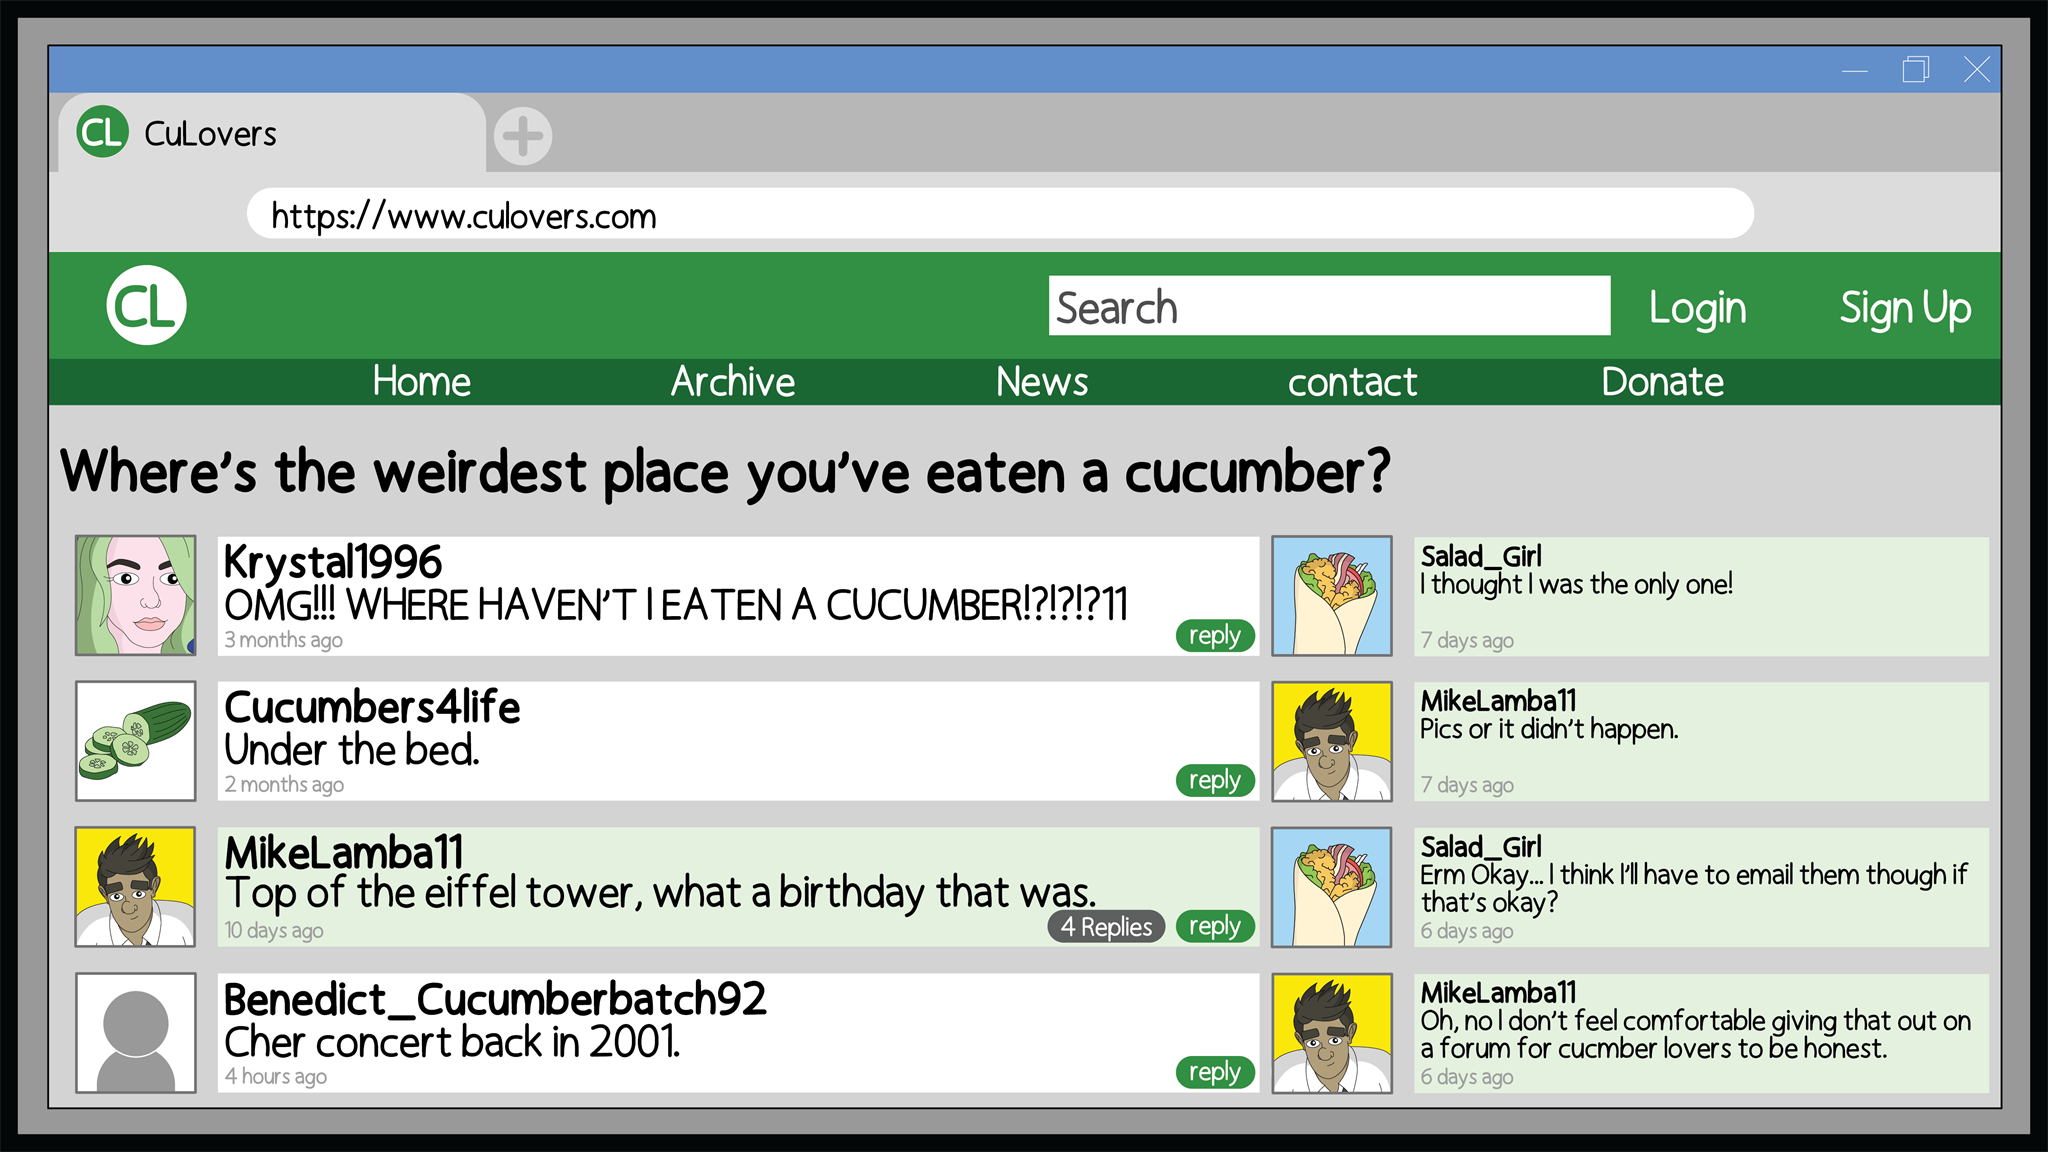 CL CuLovers
https://www.culovers.com
CL Search Login Sign Up
Home Archive News contact Donate
Where's the weirdest place you've eaten a cucumber?
Krystal1996
OMG!!! WHERE HAVEN'T I EATEN A CUCUMBER!?!?!?11
3 months ago
reply
Cucumbers4life
Under the bed.
2 months ago
reply
MikeLamba11
Top of the eiffel tower, what a birthday that was.
10 days ago
4 Replies
reply
Benedict_Cucumberbatch92
Cher concert back in 2001.
4 hours ago
reply
Salad_Girl
I thought I was the only one!
7 days ago
MikeLamba11
Pics or it didn't happen.
7 days ago
Salad_Girl
Erm Okay... I think I'll have to email them though if
that's okay?
6 days ago
MikeLamba11
Oh, no I don't feel comfortable giving that out on
a forum for cucmber lovers to be honest.
6 days ago